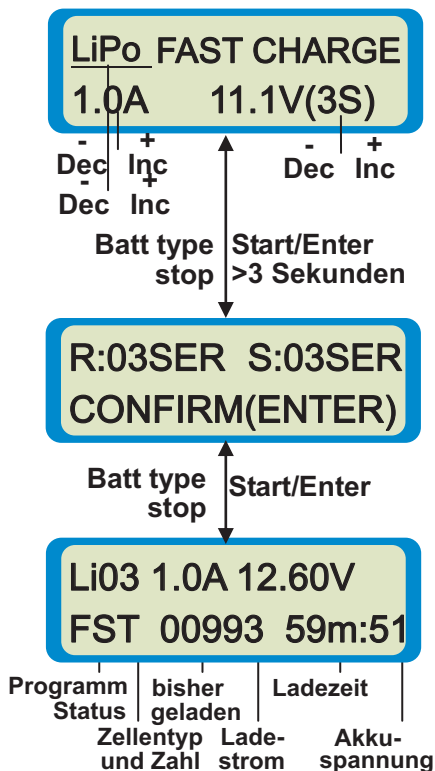 LiPo FAST CHARGE
1.0A 11.1V(3S)
- + - +
Dec Inc Dec Inc
- +
Dec Inc
Batt type Start/Enter
stop >3 Sekunden
R:03SER S:03SER
CONFIRM(ENTER)
Batt type Start/Enter
stop
Li03 1.0A 12.60V
FST 00993 59m:51
Programm bisher Ladezeit
Status geladen
Zellentyp Lade- Akku-
und Zahl strom spannung